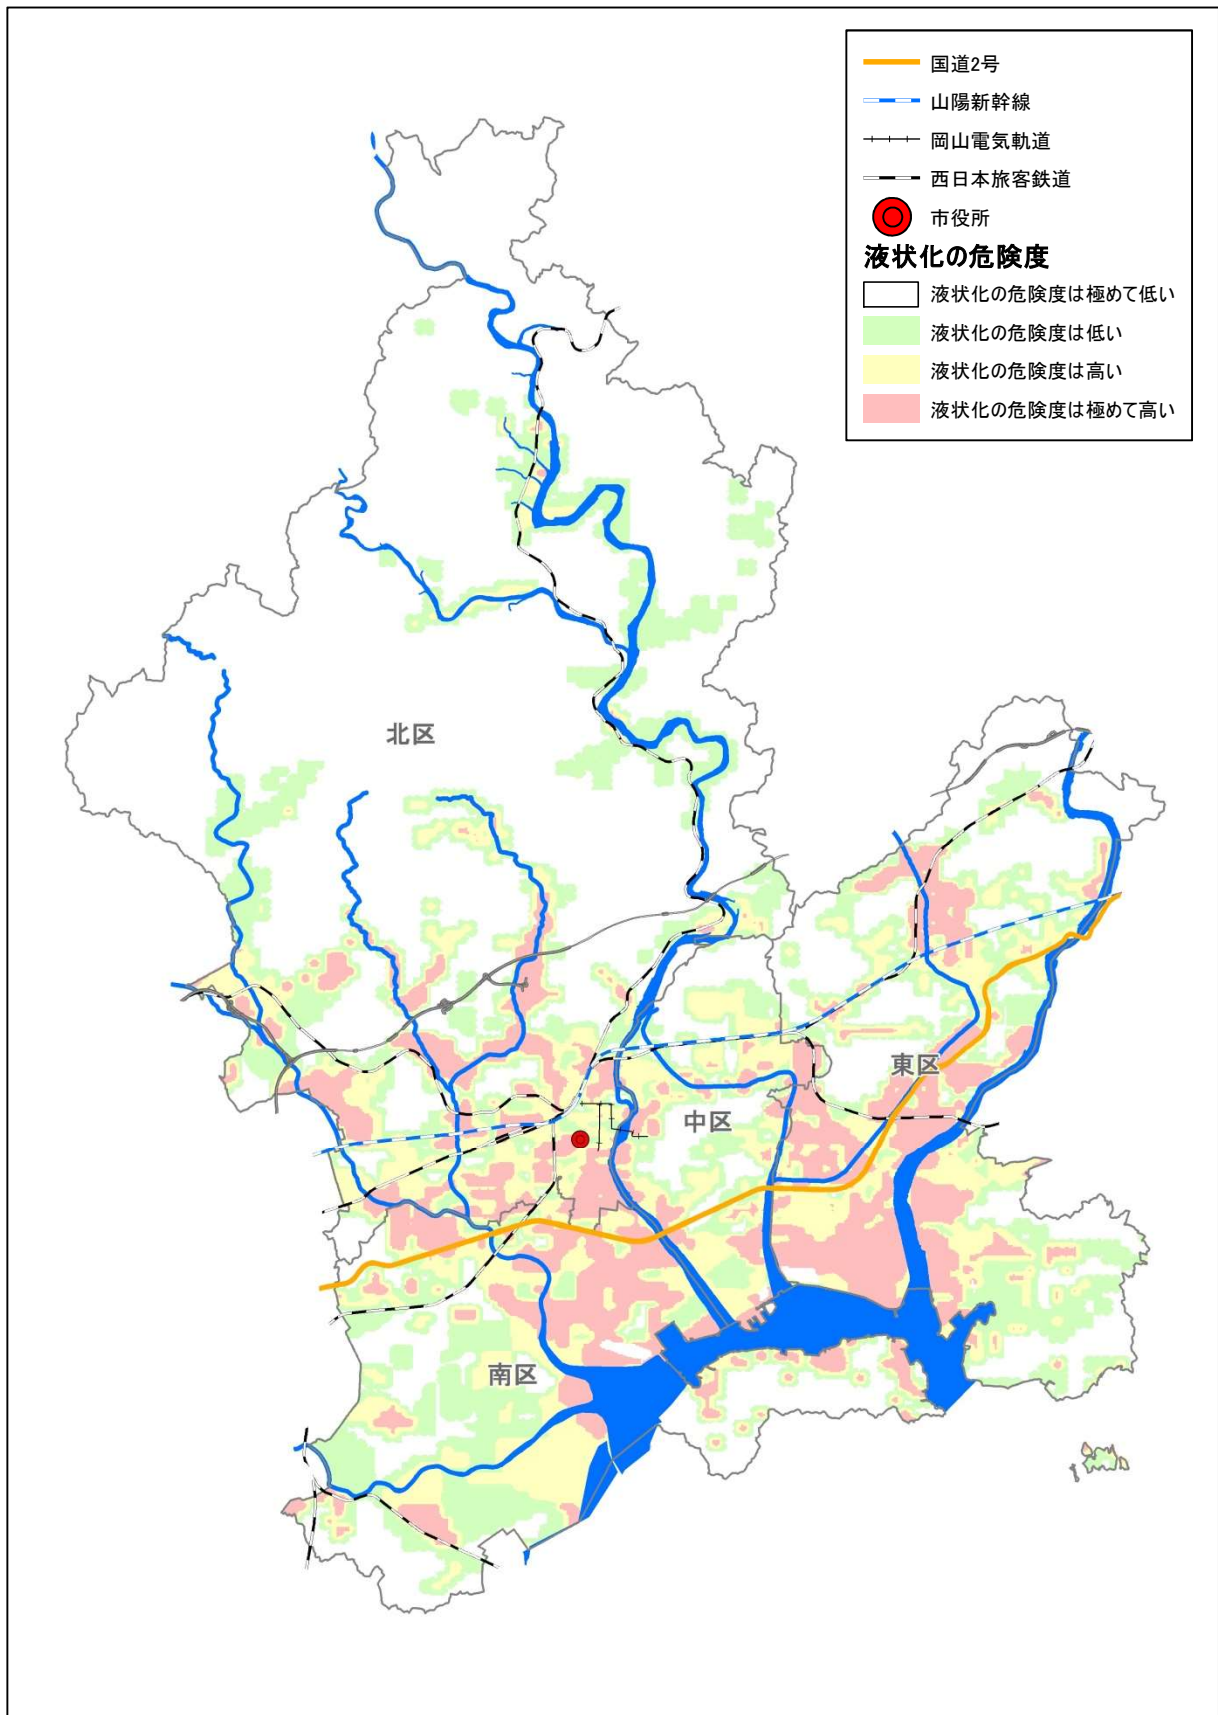 国道2号
山陽新幹線
岡山電気軌道
西日本旅客鉄道
市役所
液状化の危険度
液状化の危険度は極めて低い
液状化の危険度は低い
液状化の危険度は高い
液状化の危険度は極めて高い
北区
東区
中区
南区